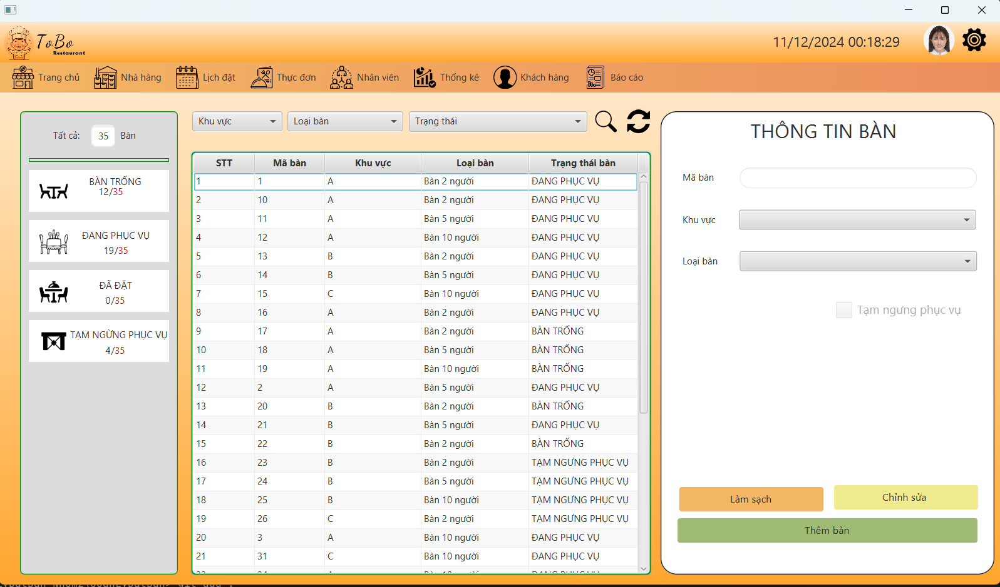 ToBo
Restaurant
11/12/2024 00:18:29
Trang chủ Nhà hàng Lịch đặt Thực đơn Nhân viên Thống kê Khách hàng Báo cáo
Tất cả: 35 Bàn
BÀN TRỐNG
12/35
ĐANG PHỤC VỤ
19/35
ĐÃ ĐẶT
0/35
TẠM NGỪNG PHỤC VỤ
4/35
Khu vực Loại bàn Trạng thái
STT Mã bàn Khu vực Loại bàn Trạng thái bàn
1 1 A Bàn 2 người ĐANG PHỤC VỤ
2 10 A Bàn 2 người ĐANG PHỤC VỤ
3 11 A Bàn 5 người ĐANG PHỤC VỤ
4 12 A Bàn 10 người ĐANG PHỤC VỤ
5 13 B Bàn 2 người ĐANG PHỤC VỤ
6 14 B Bàn 5 người ĐANG PHỤC VỤ
7 15 C Bàn 10 người ĐANG PHỤC VỤ
8 16 A Bàn 2 người ĐANG PHỤC VỤ
9 17 A Bàn 2 người BÀN TRỐNG
10 18 A Bàn 5 người BÀN TRỐNG
11 19 A Bàn 10 người BÀN TRỐNG
12 2 A Bàn 5 người ĐANG PHỤC VỤ
13 20 B Bàn 2 người BÀN TRỐNG
14 21 B Bàn 5 người ĐANG PHỤC VỤ
15 22 B Bàn 2 người BÀN TRỐNG
16 23 B Bàn 2 người TẠM NGƯNG PHỤC VỤ
17 24 B Bàn 5 người TẠM NGƯNG PHỤC VỤ
18 25 B Bàn 10 người TẠM NGƯNG PHỤC VỤ
19 26 C Bàn 2 người TẠM NGƯNG PHỤC VỤ
20 3 A Bàn 10 người ĐANG PHỤC VỤ
21 31 C Bàn 10 người ĐANG PHỤC VỤ
THÔNG TIN BÀN
Mã bàn
Khu vực
Loại bàn
Tạm ngưng phục vụ
Làm sạch Chỉnh sửa
Thêm bàn